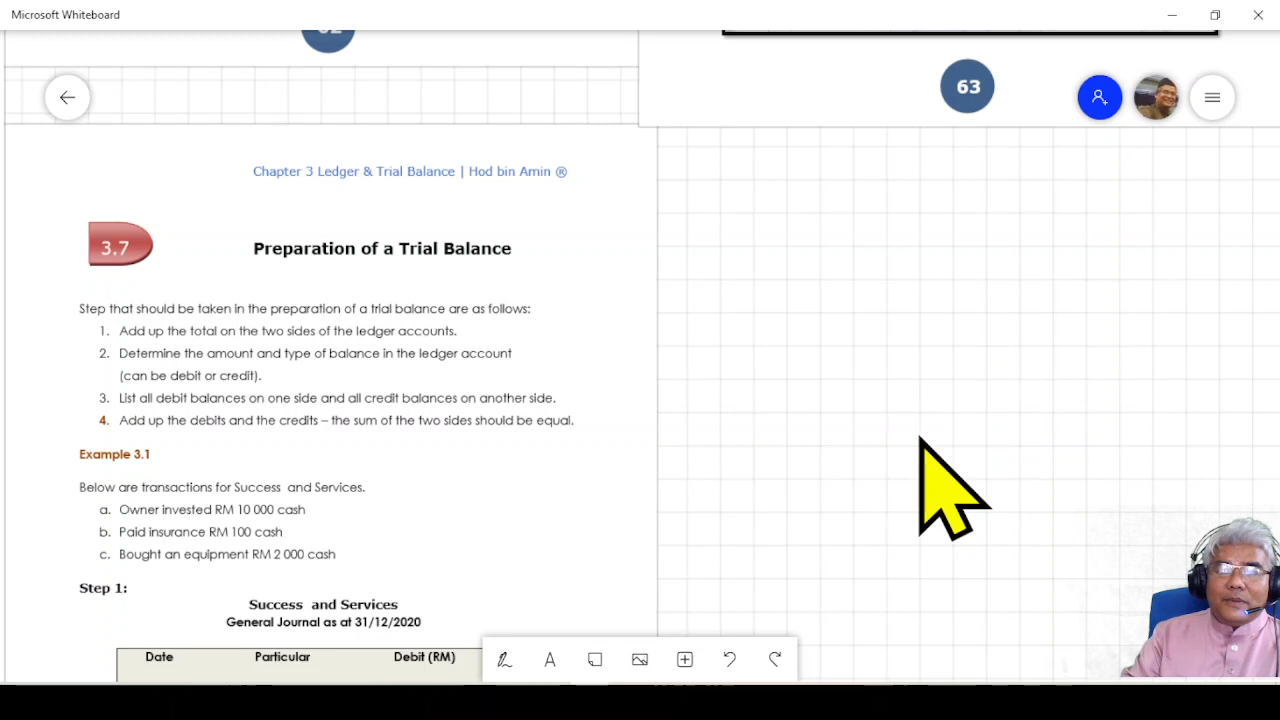 Microsoft Whiteboard
63
Chapter 3 Ledger & Trial Balance | Hod bin Amin ®
3.7
Preparation of a Trial Balance
Step that should be taken in the preparation of a trial balance are as follows:
1. Add up the total on the two sides of the ledger accounts.
2. Determine the amount and type of balance in the ledger account
(can be debit or credit).
3. List all debit balances on one side and all credit balances on another side.
4. Add up the debits and the credits – the sum of the two sides should be equal.
Example 3.1
Below are transactions for Success and Services.
a. Owner invested RM 10 000 cash
b. Paid insurance RM 100 cash
c. Bought an equipment RM 2 000 cash
Step 1:
Success and Services
General Journal as at 31/12/2020
Date Particular Debit (RM)